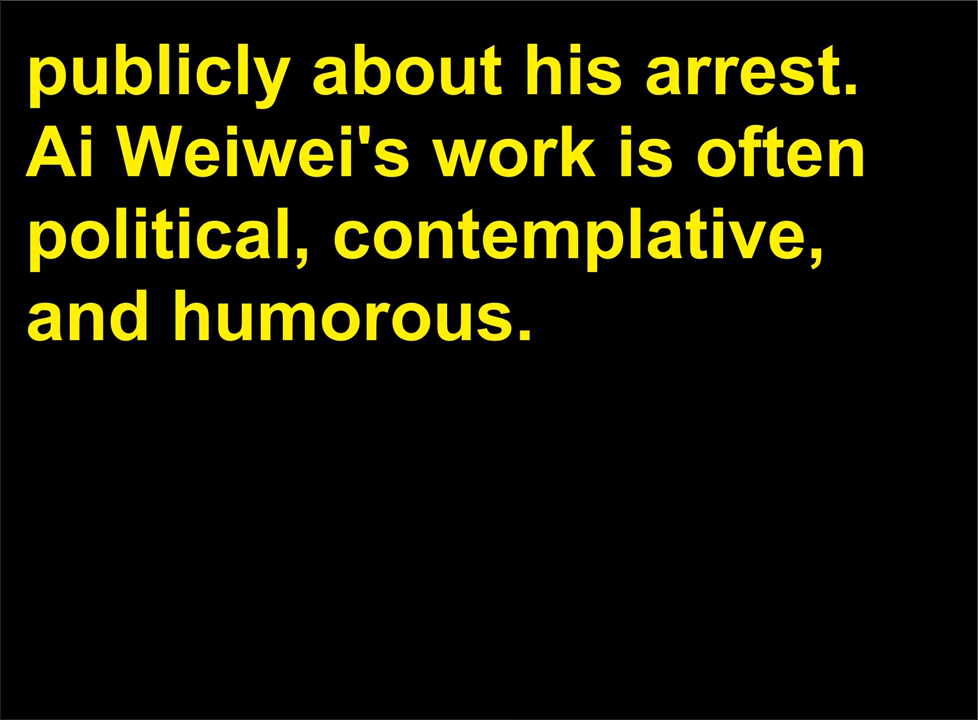 publicly about his arrest.
Ai Weiwei's work is often
political, contemplative,
and humorous.